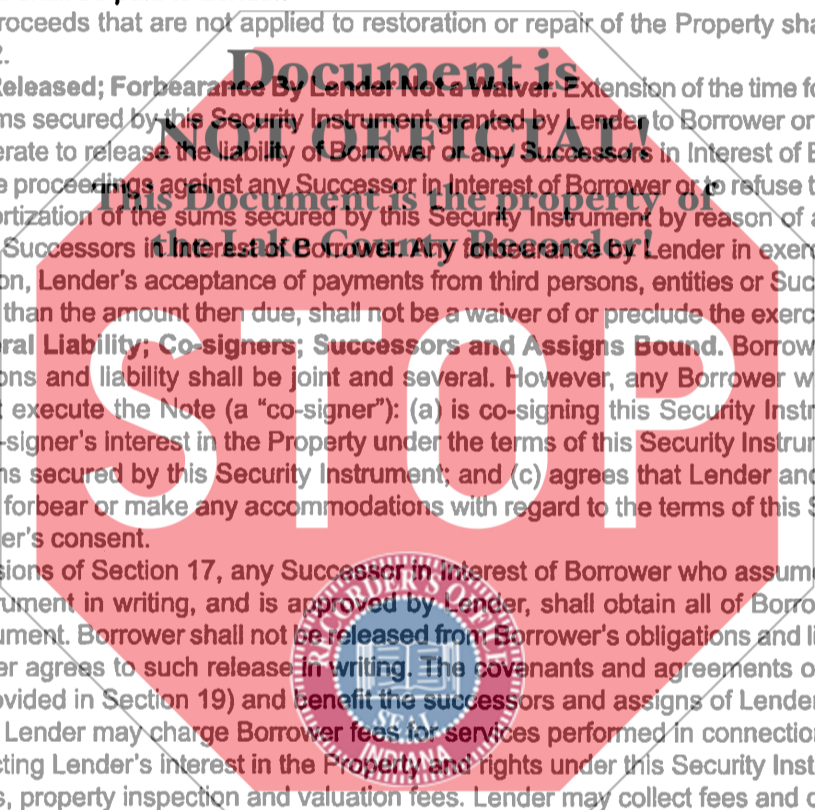 roceeds that are not applied to restoration or repair of the Property sha
2.
Released; Forbearance By Lender Not a Waiver. Extension of the time fo
ms secured by this Security Instrument granted by Lender to Borrower or
erate to release the liability of Borrower or any Successors in Interest of B
e proceedings against any Successor in Interest of Borrower or to refuse t
ortization of the sums secured by this Security Instrument by reason of a
Successors in Interest of Borrower. Any forbearance by Lender in exer
on, Lender's acceptance of payments from third persons, entities or Suc
than the amount then due, shall not be a waiver of or preclude the exerc
eral Liability; Co-signers; Successors and Assigns Bound. Borrow
ons and liability shall be joint and several. However, any Borrower w
t execute the Note (a “co-signer”): (a) is co-signing this Security Instr
-signer's interest in the Property under the terms of this Security Instrur
ms secured by this Security Instrument; and (c) agrees that Lender and
forbear or make any accommodations with regard to the terms of this S
er's consent.
sions of Section 17, any Successor in Interest of Borrower who assum
rument in writing, and is approved by Lender, shall obtain all of Borro
ument. Borrower shall not be released from Borrower's obligations and li
er agrees to such release in writing. The covenants and agreements o
ovided in Section 19) and benefit the successors and assigns of Lender
Lender may charge Borrower fees for services performed in connection
cting Lender's interest in the Property and rights under this Security Inst
s, property inspection and valuation fees. Lender may collect fees and c
Document is
NOT OFFICIAL!
This Document is the property of
the Lake County Recorder!
STOP
RECORDER'S OFFICE
SEAL
INDIANA